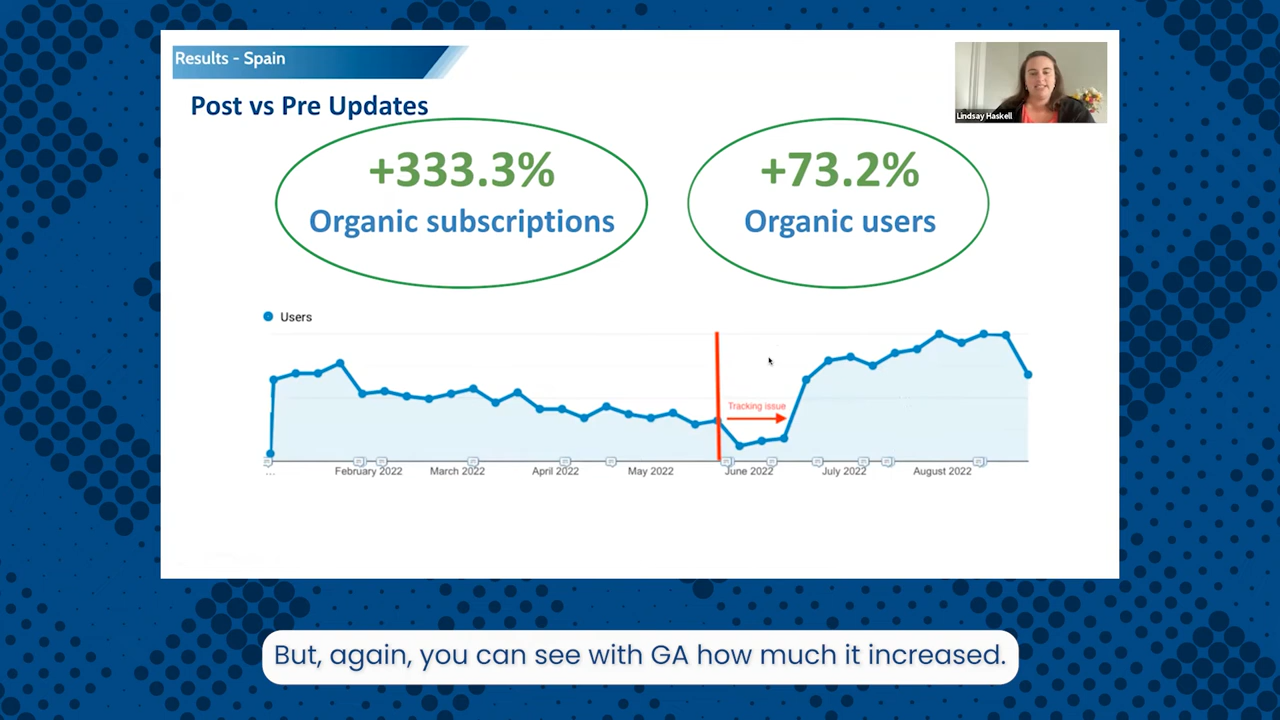 Results - Spain
Lindsay Haskell
Post vs Pre Updates
+333.3%
Organic subscriptions
+73.2%
Organic users
Users
Tracking issue
...
February 2022
March 2022
April 2022
May 2022
June 2022
July 2022
August 2022
But, again, you can see with GA how much it increased.